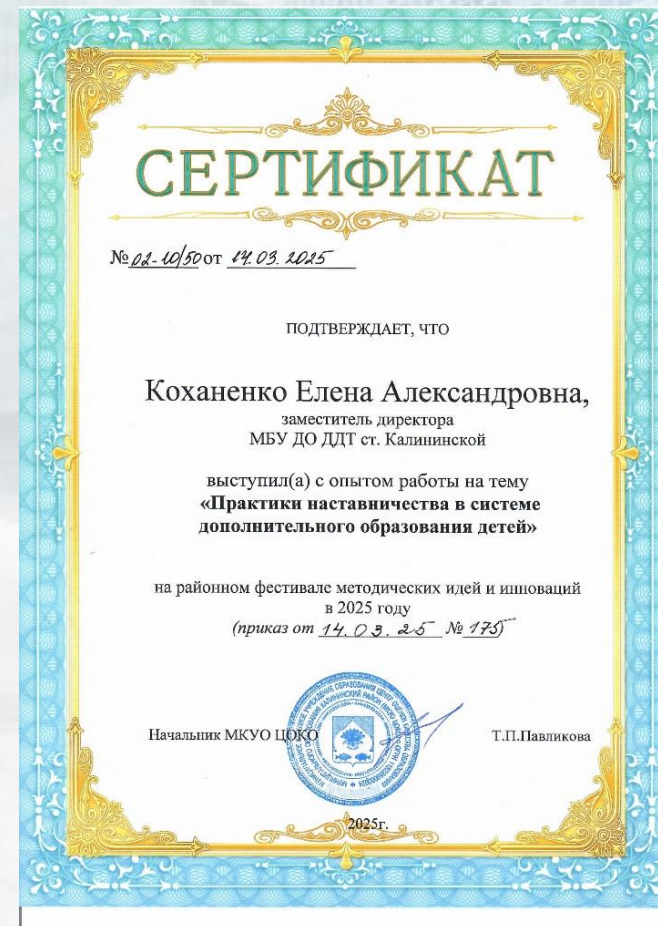 СЕРТИФИКАТ
№ 02-10/50 от 14.03.2025
ПОДТВЕРЖДАЕТ, ЧТО
Коханенко Елена Александровна,
заместитель директора
МБУ ДО ДДТ ст. Калининской
выступил(а) с опытом работы на тему
«Практики наставничества в системе
дополнительного образования детей»
на районном фестивале методических идей и инноваций
в 2025 году
(приказ от 14.03.25 № 175)
Начальник МКУО ЦОКО Т.П.Павликова
2025г.